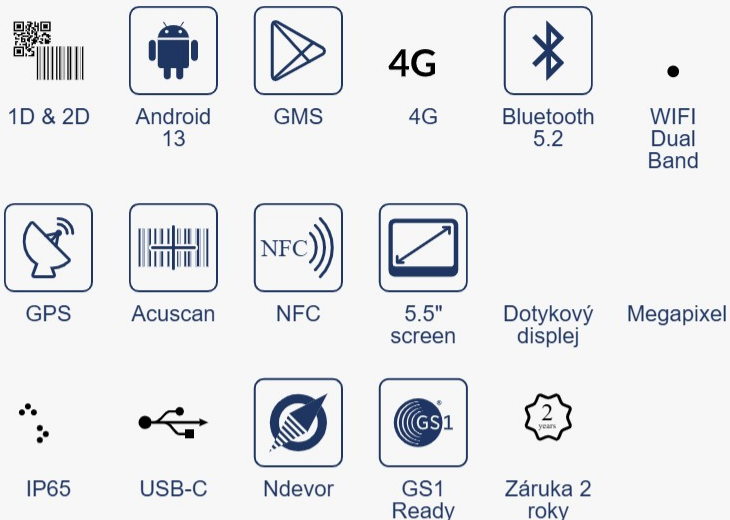 4G
1D & 2D Android 13 GMS 4G Bluetooth 5.2 WIFI Dual Band
NFC
GPS Acuscan NFC 5.5" screen Dotykový displej Megapixel
GS1®
2 years
IP65 USB-C Ndevor GS1 Ready Záruka 2 roky